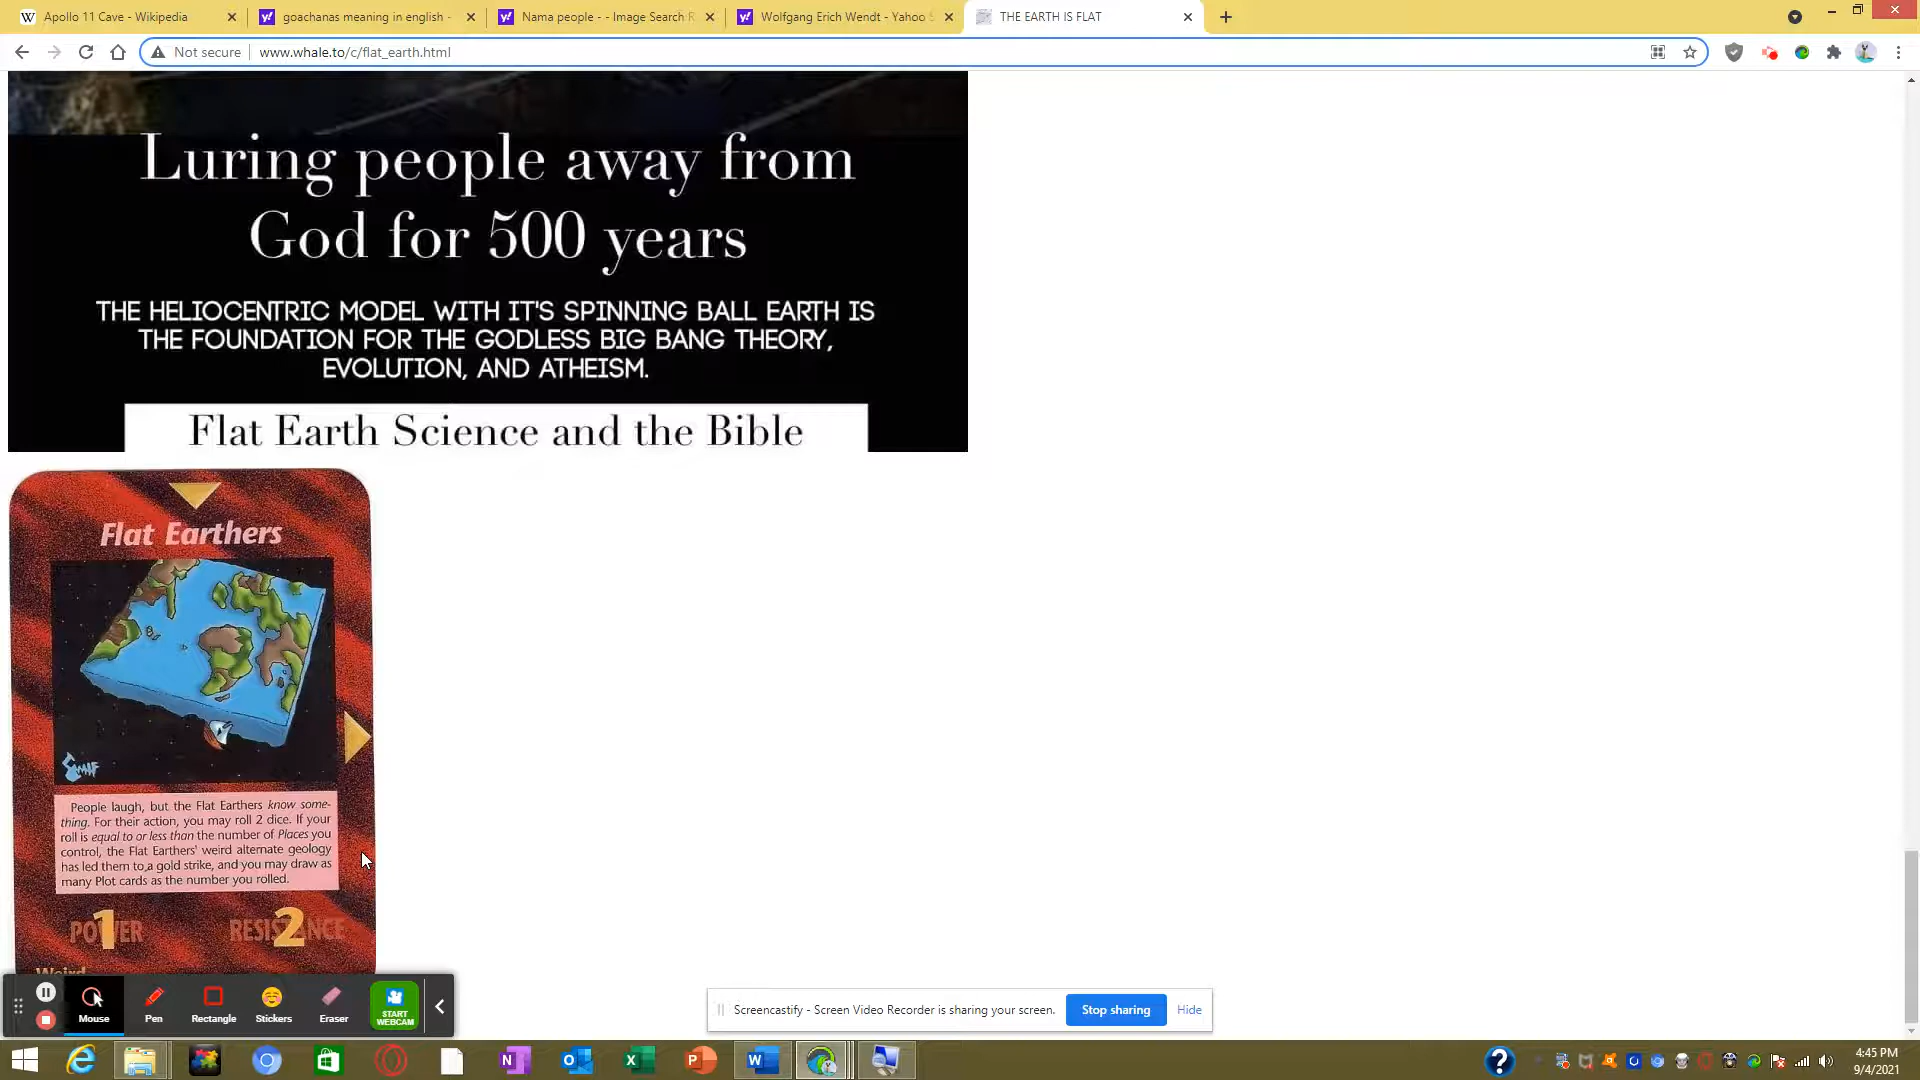 Apollo 11 Cave - Wikipedia
goachanas meaning in english -
Nama people - - Image Search R
Wolfgang Erich Wendt - Yahoo S
THE EARTH IS FLAT
Not secure
www.whale.to/c/flat_earth.html
Luring people away from
God for 500 years
THE HELIOCENTRIC MODEL WITH IT'S SPINNING BALL EARTH IS
THE FOUNDATION FOR THE GODLESS BIG BANG THEORY,
EVOLUTION, AND ATHEISM.
Flat Earth Science and the Bible
Flat Earthers
People laugh, but the Flat Earthers know some-
thing. For their action, you may roll 2 dice. If your
roll is equal to or less than the number of Places you
control, the Flat Earthers' weird alternate geology
has led them to a gold strike, and you may draw as
many Plot cards as the number you rolled.
POWER 1
RESISTANCE 2
Weird
Mouse
Pen
Rectangle
Stickers
Eraser
START
WEBCAM
Screencastify - Screen Video Recorder is sharing your screen.
Stop sharing
Hide
4:45 PM
9/4/2021